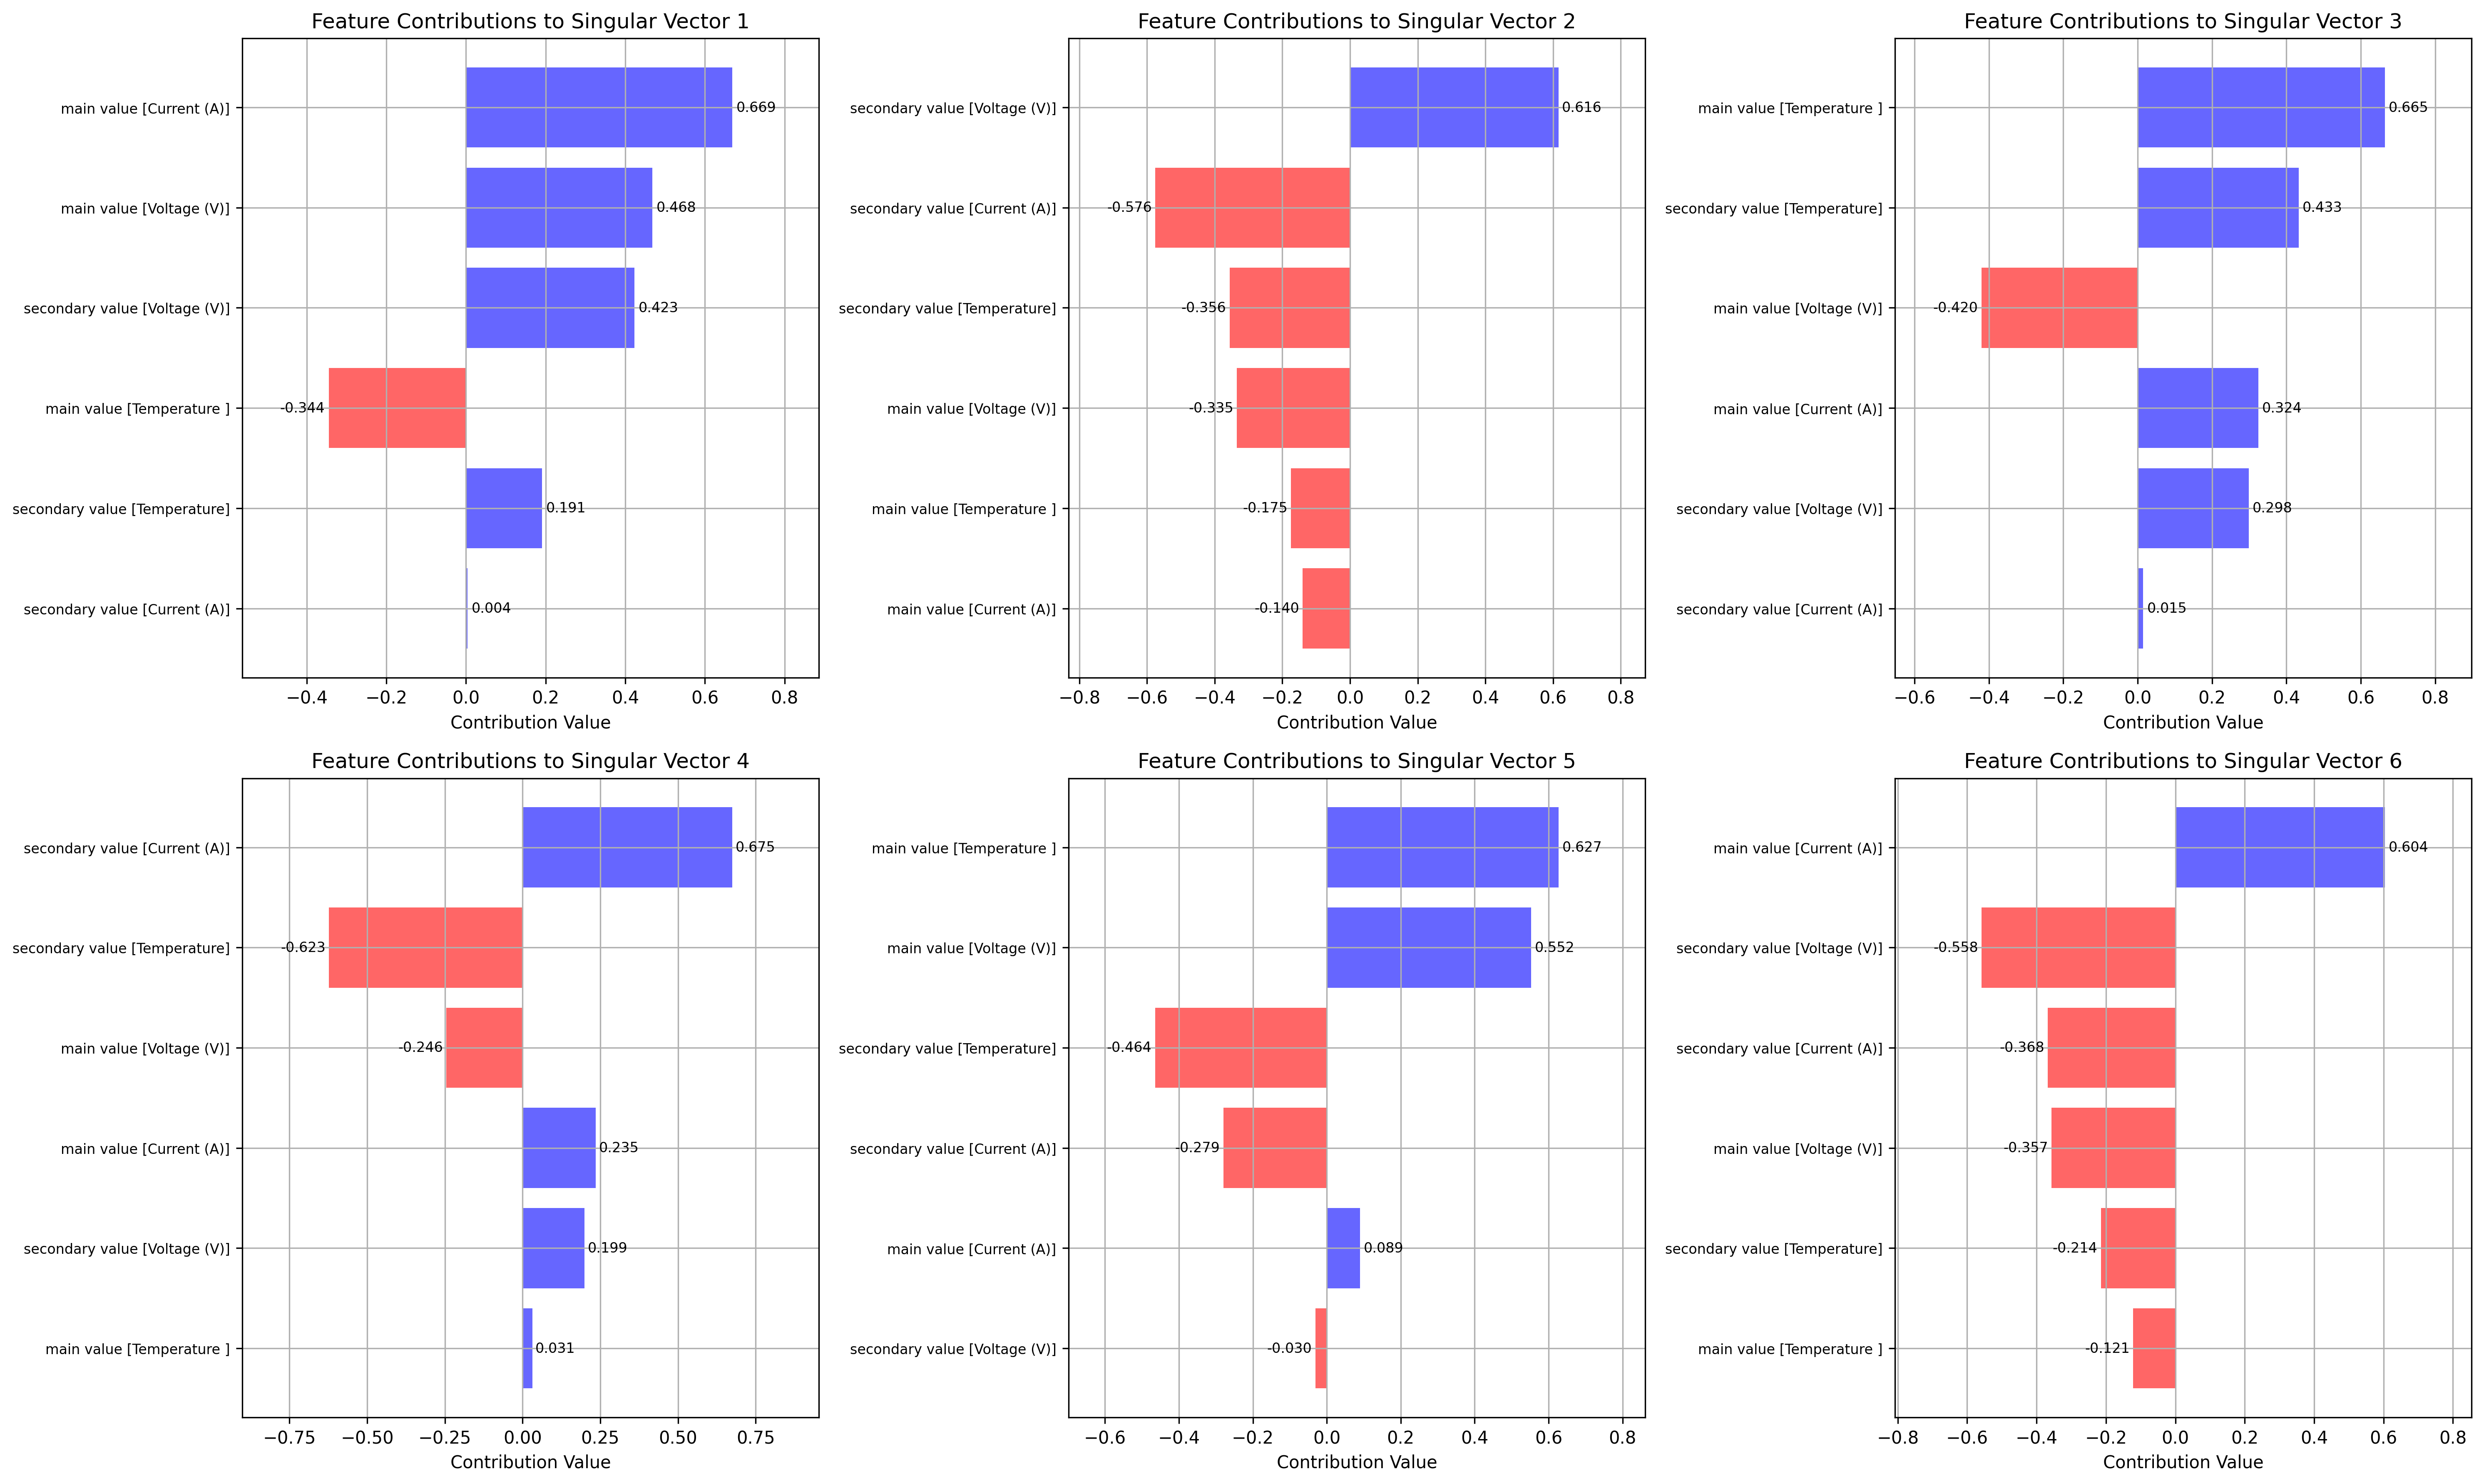 Feature Contributions to Singular Vector 1
main value [Current (A)]
0.669
main value [Voltage (V)]
0.468
secondary value [Voltage (V)]
0.423
main value [Temperature ]
-0.344
secondary value [Temperature]
0.191
secondary value [Current (A)]
0.004
−0.4 −0.2 0.0 0.2 0.4 0.6 0.8
Contribution Value
Feature Contributions to Singular Vector 2
secondary value [Voltage (V)]
0.616
secondary value [Current (A)]
-0.576
secondary value [Temperature]
-0.356
main value [Voltage (V)]
-0.335
main value [Temperature ]
-0.175
main value [Current (A)]
-0.140
−0.8 −0.6 −0.4 −0.2 0.0 0.2 0.4 0.6 0.8
Contribution Value
Feature Contributions to Singular Vector 3
main value [Temperature ]
0.665
secondary value [Temperature]
0.433
main value [Voltage (V)]
-0.420
main value [Current (A)]
0.324
secondary value [Voltage (V)]
0.298
secondary value [Current (A)]
0.015
−0.6 −0.4 −0.2 0.0 0.2 0.4 0.6 0.8
Contribution Value
Feature Contributions to Singular Vector 4
secondary value [Current (A)]
0.675
secondary value [Temperature]
-0.623
main value [Voltage (V)]
-0.246
main value [Current (A)]
0.235
secondary value [Voltage (V)]
0.199
main value [Temperature ]
0.031
−0.75 −0.50 −0.25 0.00 0.25 0.50 0.75
Contribution Value
Feature Contributions to Singular Vector 5
main value [Temperature ]
0.627
main value [Voltage (V)]
0.552
secondary value [Temperature]
-0.464
secondary value [Current (A)]
-0.279
main value [Current (A)]
0.089
secondary value [Voltage (V)]
-0.030
−0.6 −0.4 −0.2 0.0 0.2 0.4 0.6 0.8
Contribution Value
Feature Contributions to Singular Vector 6
main value [Current (A)]
0.604
secondary value [Voltage (V)]
-0.558
secondary value [Current (A)]
-0.368
main value [Voltage (V)]
-0.357
secondary value [Temperature]
-0.214
main value [Temperature ]
-0.121
−0.8 −0.6 −0.4 −0.2 0.0 0.2 0.4 0.6 0.8
Contribution Value